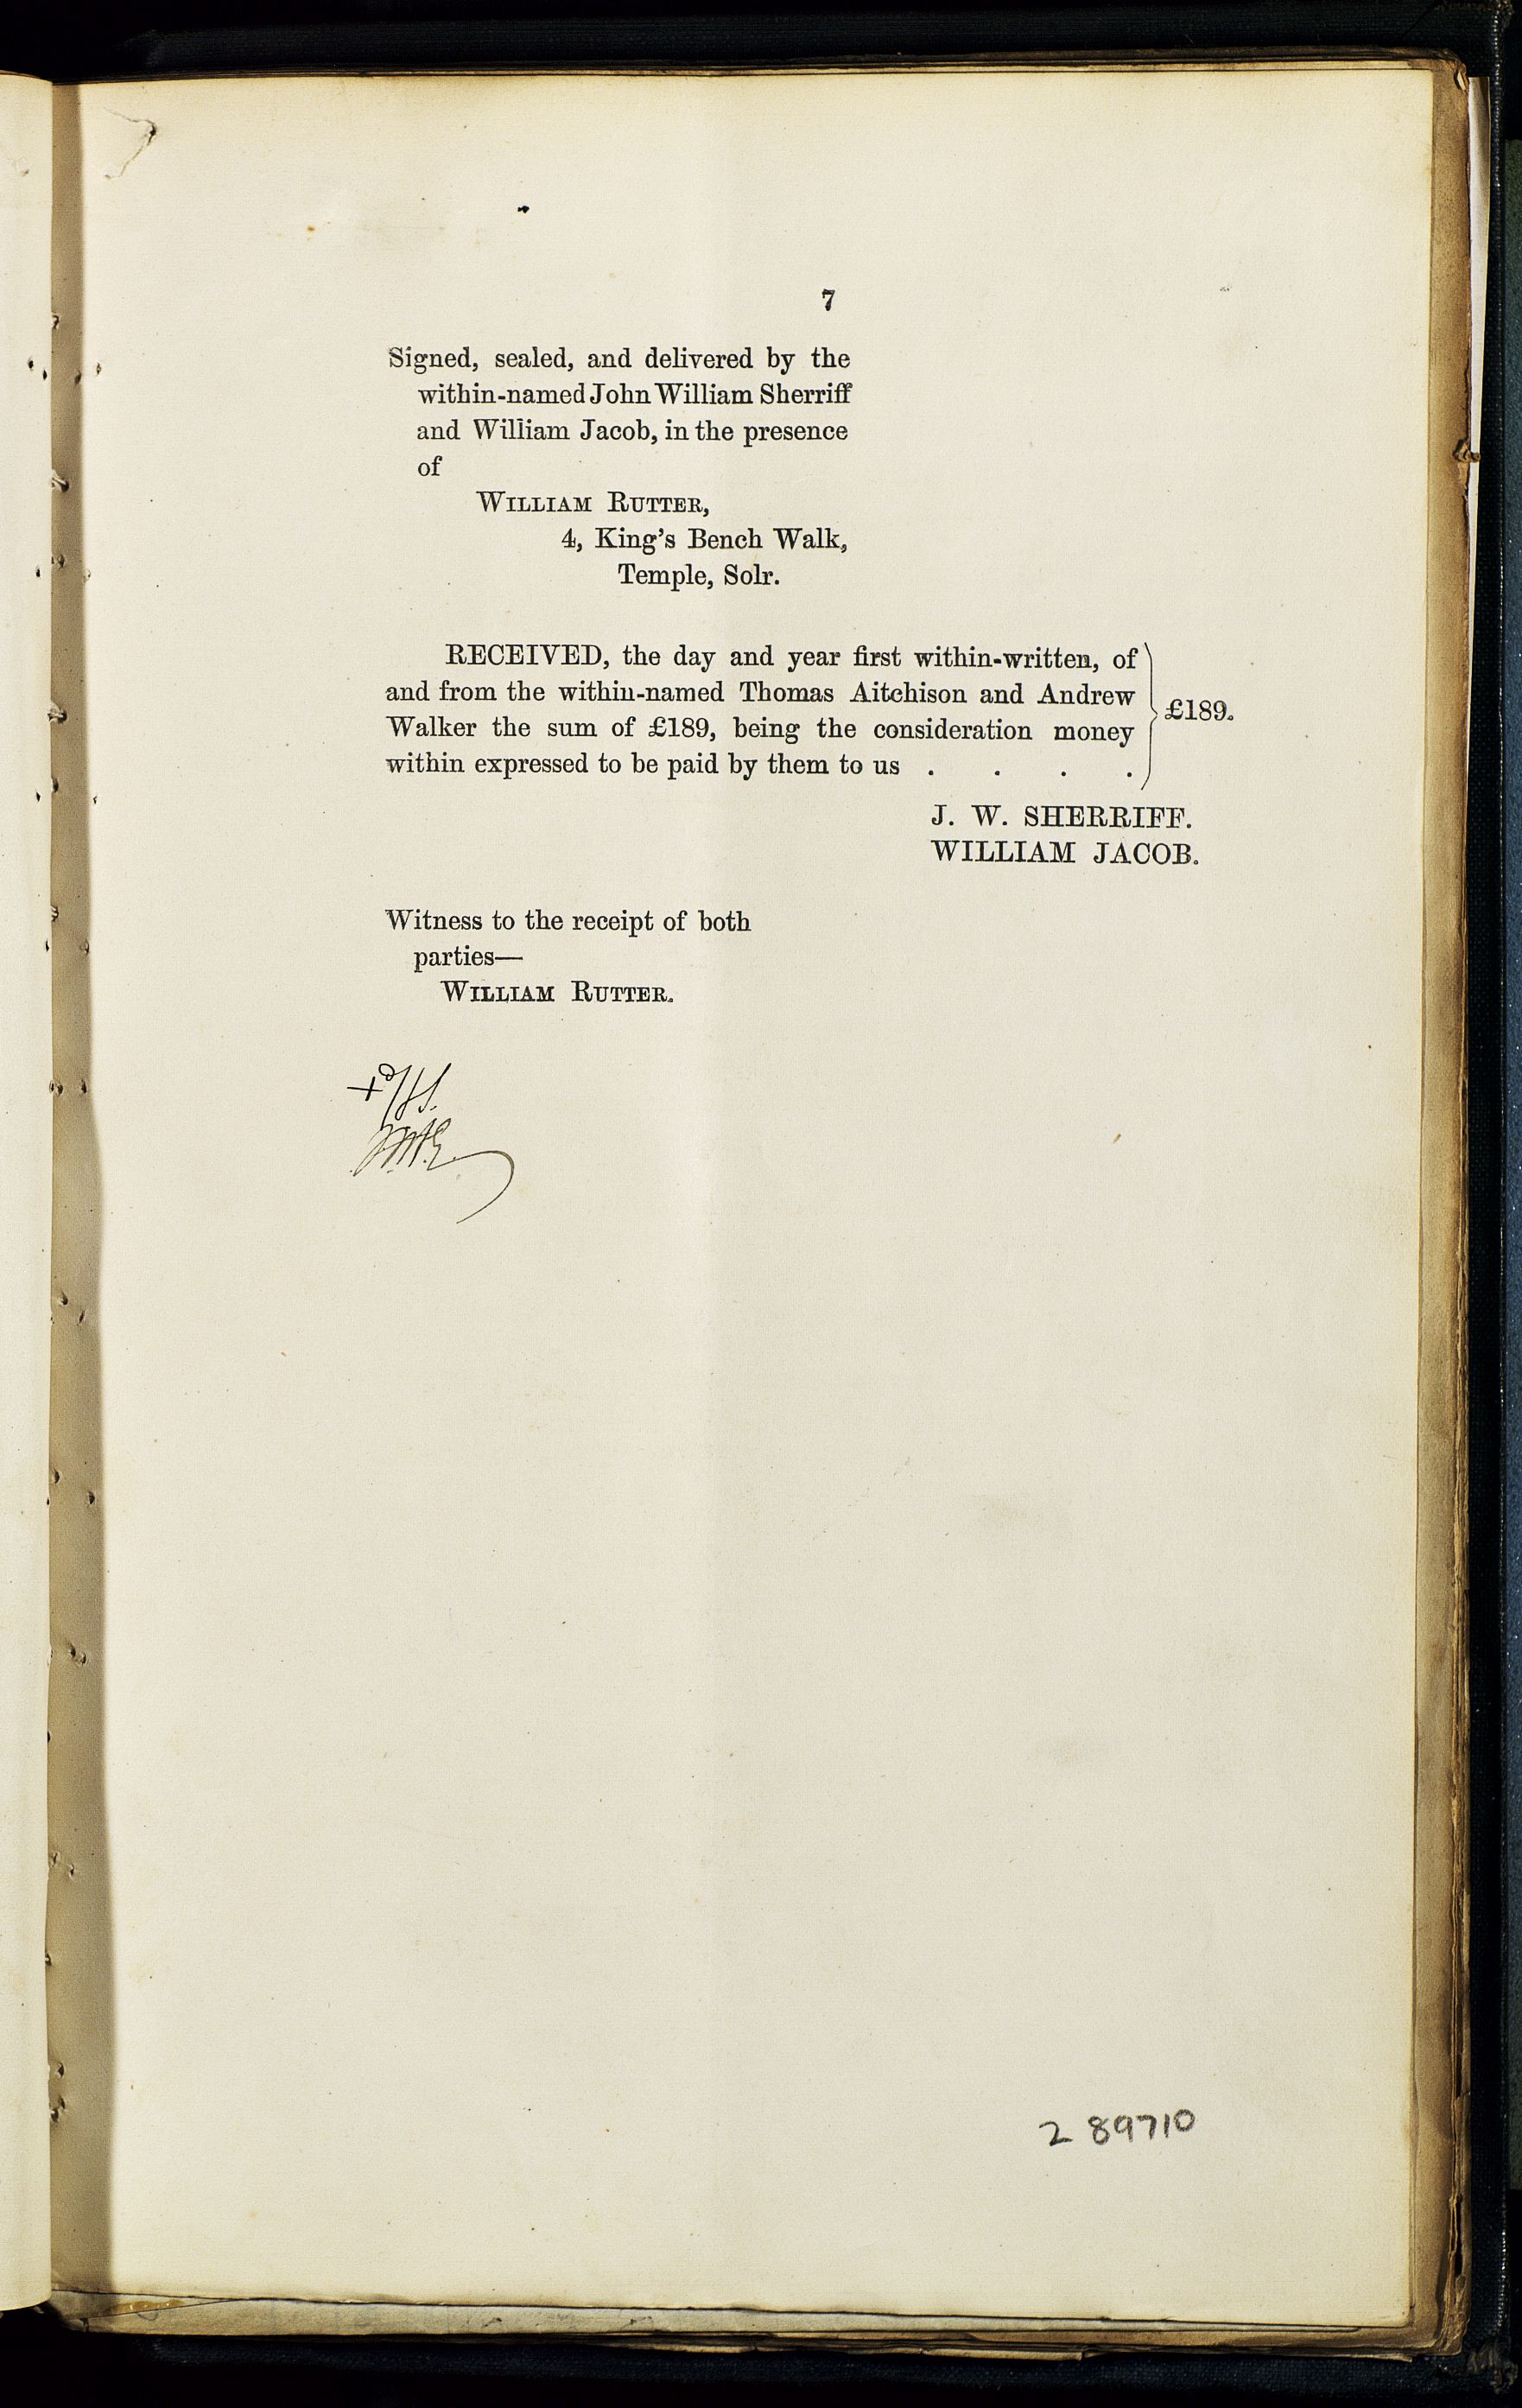 7
Signed, sealed, and delivered by the
within-named John William Sherriff
and William Jacob, in the presence
of
WILLIAM RUTTER,
4, King's Bench Walk,
Temple, Solr.
RECEIVED, the day and year first within-written, of
and from the within-named Thomas Aitchison and Andrew
Walker the sum of £189, being the consideration money
within expressed to be paid by them to us . . . .
£189.
J. W. SHERRIFF.
WILLIAM JACOB.
Witness to the receipt of both
parties—
WILLIAM RUTTER.
2 89710